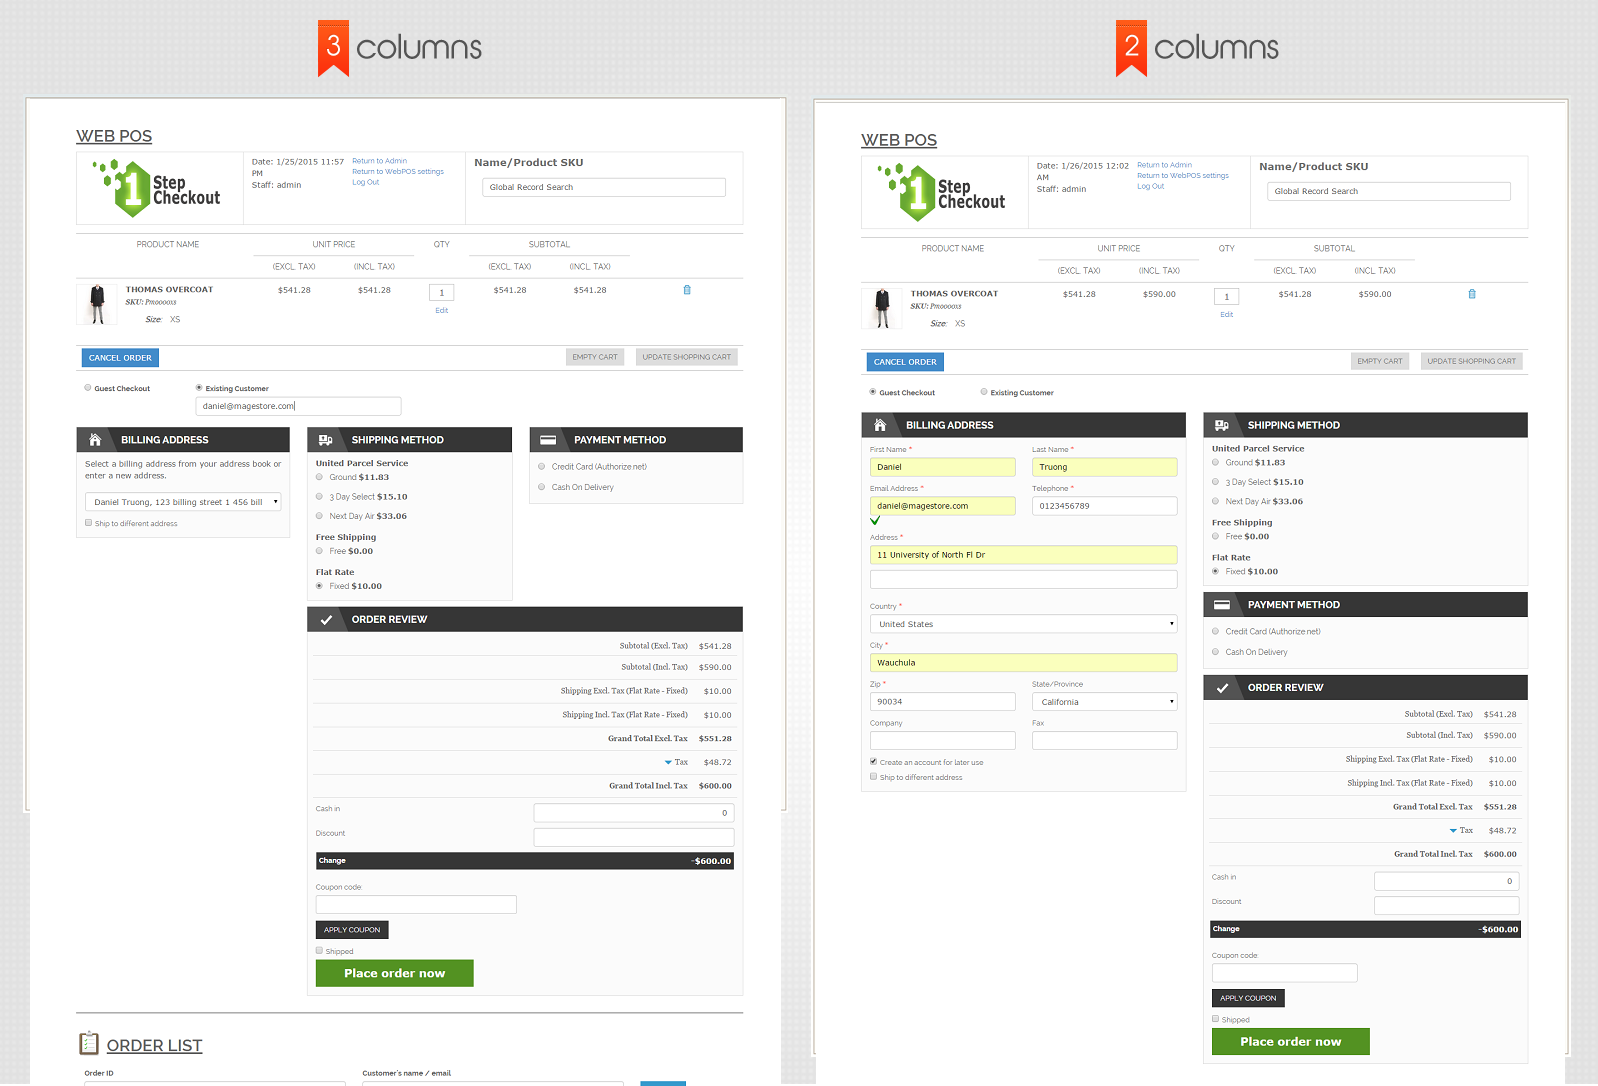 3 columns
WEB POS
1 Step Checkout
Date: 1/25/2015 11:57 PM
Staff: admin
Return to Admin
Return to WebPOS settings
Log Out
Name/Product SKU
Global Record Search
PRODUCT NAME UNIT PRICE QTY SUBTOTAL
(EXCL. TAX) (INCL. TAX) (EXCL. TAX) (INCL. TAX)
THOMAS OVERCOAT $541.28 $541.28 1 $541.28 $541.28
SKU: Pm0000xs
Edit
Size: XS
CANCEL ORDER EMPTY CART UPDATE SHOPPING CART
Guest Checkout Existing Customer
daniel@magestore.com
BILLING ADDRESS
Select a billing address from your address book or
enter a new address.
Daniel Truong, 123 billing street 1 456 bill
Ship to different address
SHIPPING METHOD
United Parcel Service
Ground $11.83
3 Day Select $15.10
Next Day Air $33.06
Free Shipping
Free $0.00
Flat Rate
Fixed $10.00
PAYMENT METHOD
Credit Card (Authorize net)
Cash On Delivery
ORDER REVIEW
Subtotal (Excl. Tax) $541.28
Subtotal (Incl. Tax) $590.00
Shipping Excl. Tax (Flat Rate - Fixed) $10.00
Shipping Incl. Tax (Flat Rate - Fixed) $10.00
Grand Total Excl. Tax $551.28
Tax $48.72
Grand Total Incl. Tax $600.00
Cash in 0
Discount
Change -$600.00
Coupon code
APPLY COUPON
Shipped
Place order now
ORDER LIST
Order ID Customer's name / email
2 columns
WEB POS
1 Step Checkout
Date: 1/26/2015 12:02 AM
Staff: admin
Return to Admin
Return to WebPOS settings
Log Out
Name/Product SKU
Global Record Search
PRODUCT NAME UNIT PRICE QTY SUBTOTAL
(EXCL. TAX) (INCL. TAX) (EXCL. TAX) (INCL. TAX)
THOMAS OVERCOAT $541.28 $590.00 1 $541.28 $590.00
SKU: Pm0000xs
Edit
Size: XS
CANCEL ORDER EMPTY CART UPDATE SHOPPING CART
Guest Checkout Existing Customer
BILLING ADDRESS
First Name * Last Name *
Daniel Truong
Email Address * Telephone *
daniel@magestore.com 0123456789
Address *
11 University of North Fl Dr
Country *
United States
City *
Wauchula
Zip * State/Province
90034 California
Company Fax
Create an account for later use
Ship to different address
SHIPPING METHOD
United Parcel Service
Ground $11.83
3 Day Select $15.10
Next Day Air $33.06
Free Shipping
Free $0.00
Flat Rate
Fixed $10.00
PAYMENT METHOD
Credit Card (Authorize net)
Cash On Delivery
ORDER REVIEW
Subtotal (Excl. Tax) $541.28
Subtotal (Incl. Tax) $590.00
Shipping Excl. Tax (Flat Rate - Fixed) $10.00
Shipping Incl. Tax (Flat Rate - Fixed) $10.00
Grand Total Excl. Tax $551.28
Tax $48.72
Grand Total Incl. Tax $600.00
Cash in 0
Discount
Change -$600.00
Coupon code
APPLY COUPON
Shipped
Place order now